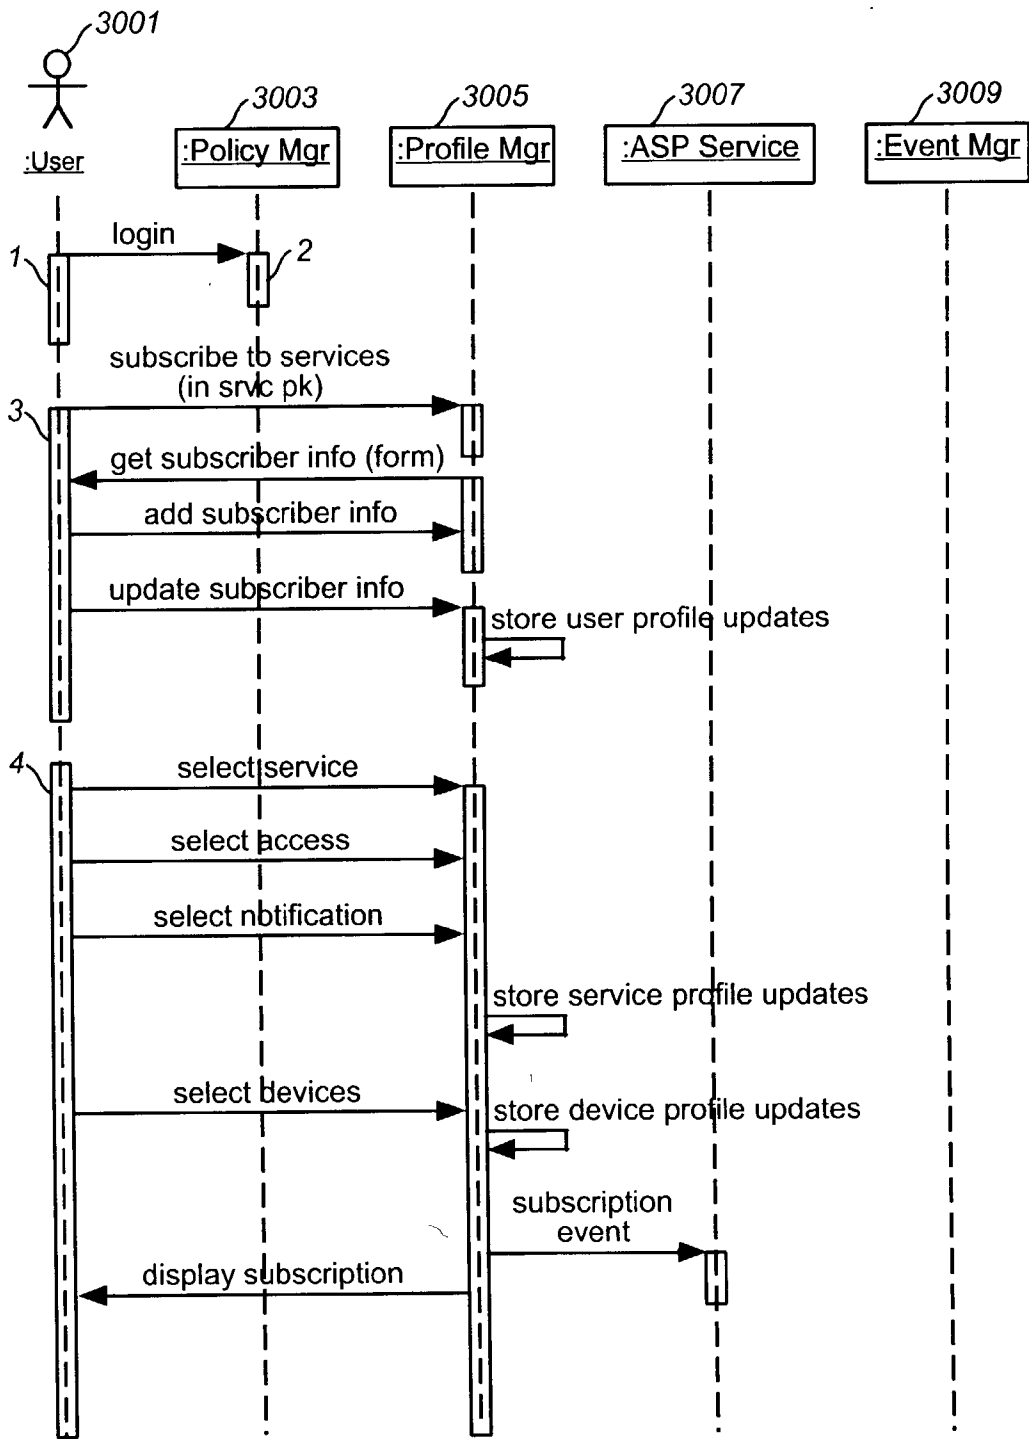 3001
3003
3005
3007
3009
:User
:Policy Mgr
:Profile Mgr
:ASP Service
:Event Mgr
login
1
2
subscribe to services
(in srvc pk)
3
get subscriber info (form)
add subscriber info
update subscriber info
store user profile updates
4
select service
select access
select notification
store service profile updates
select devices
store device profile updates
subscription
event
display subscription